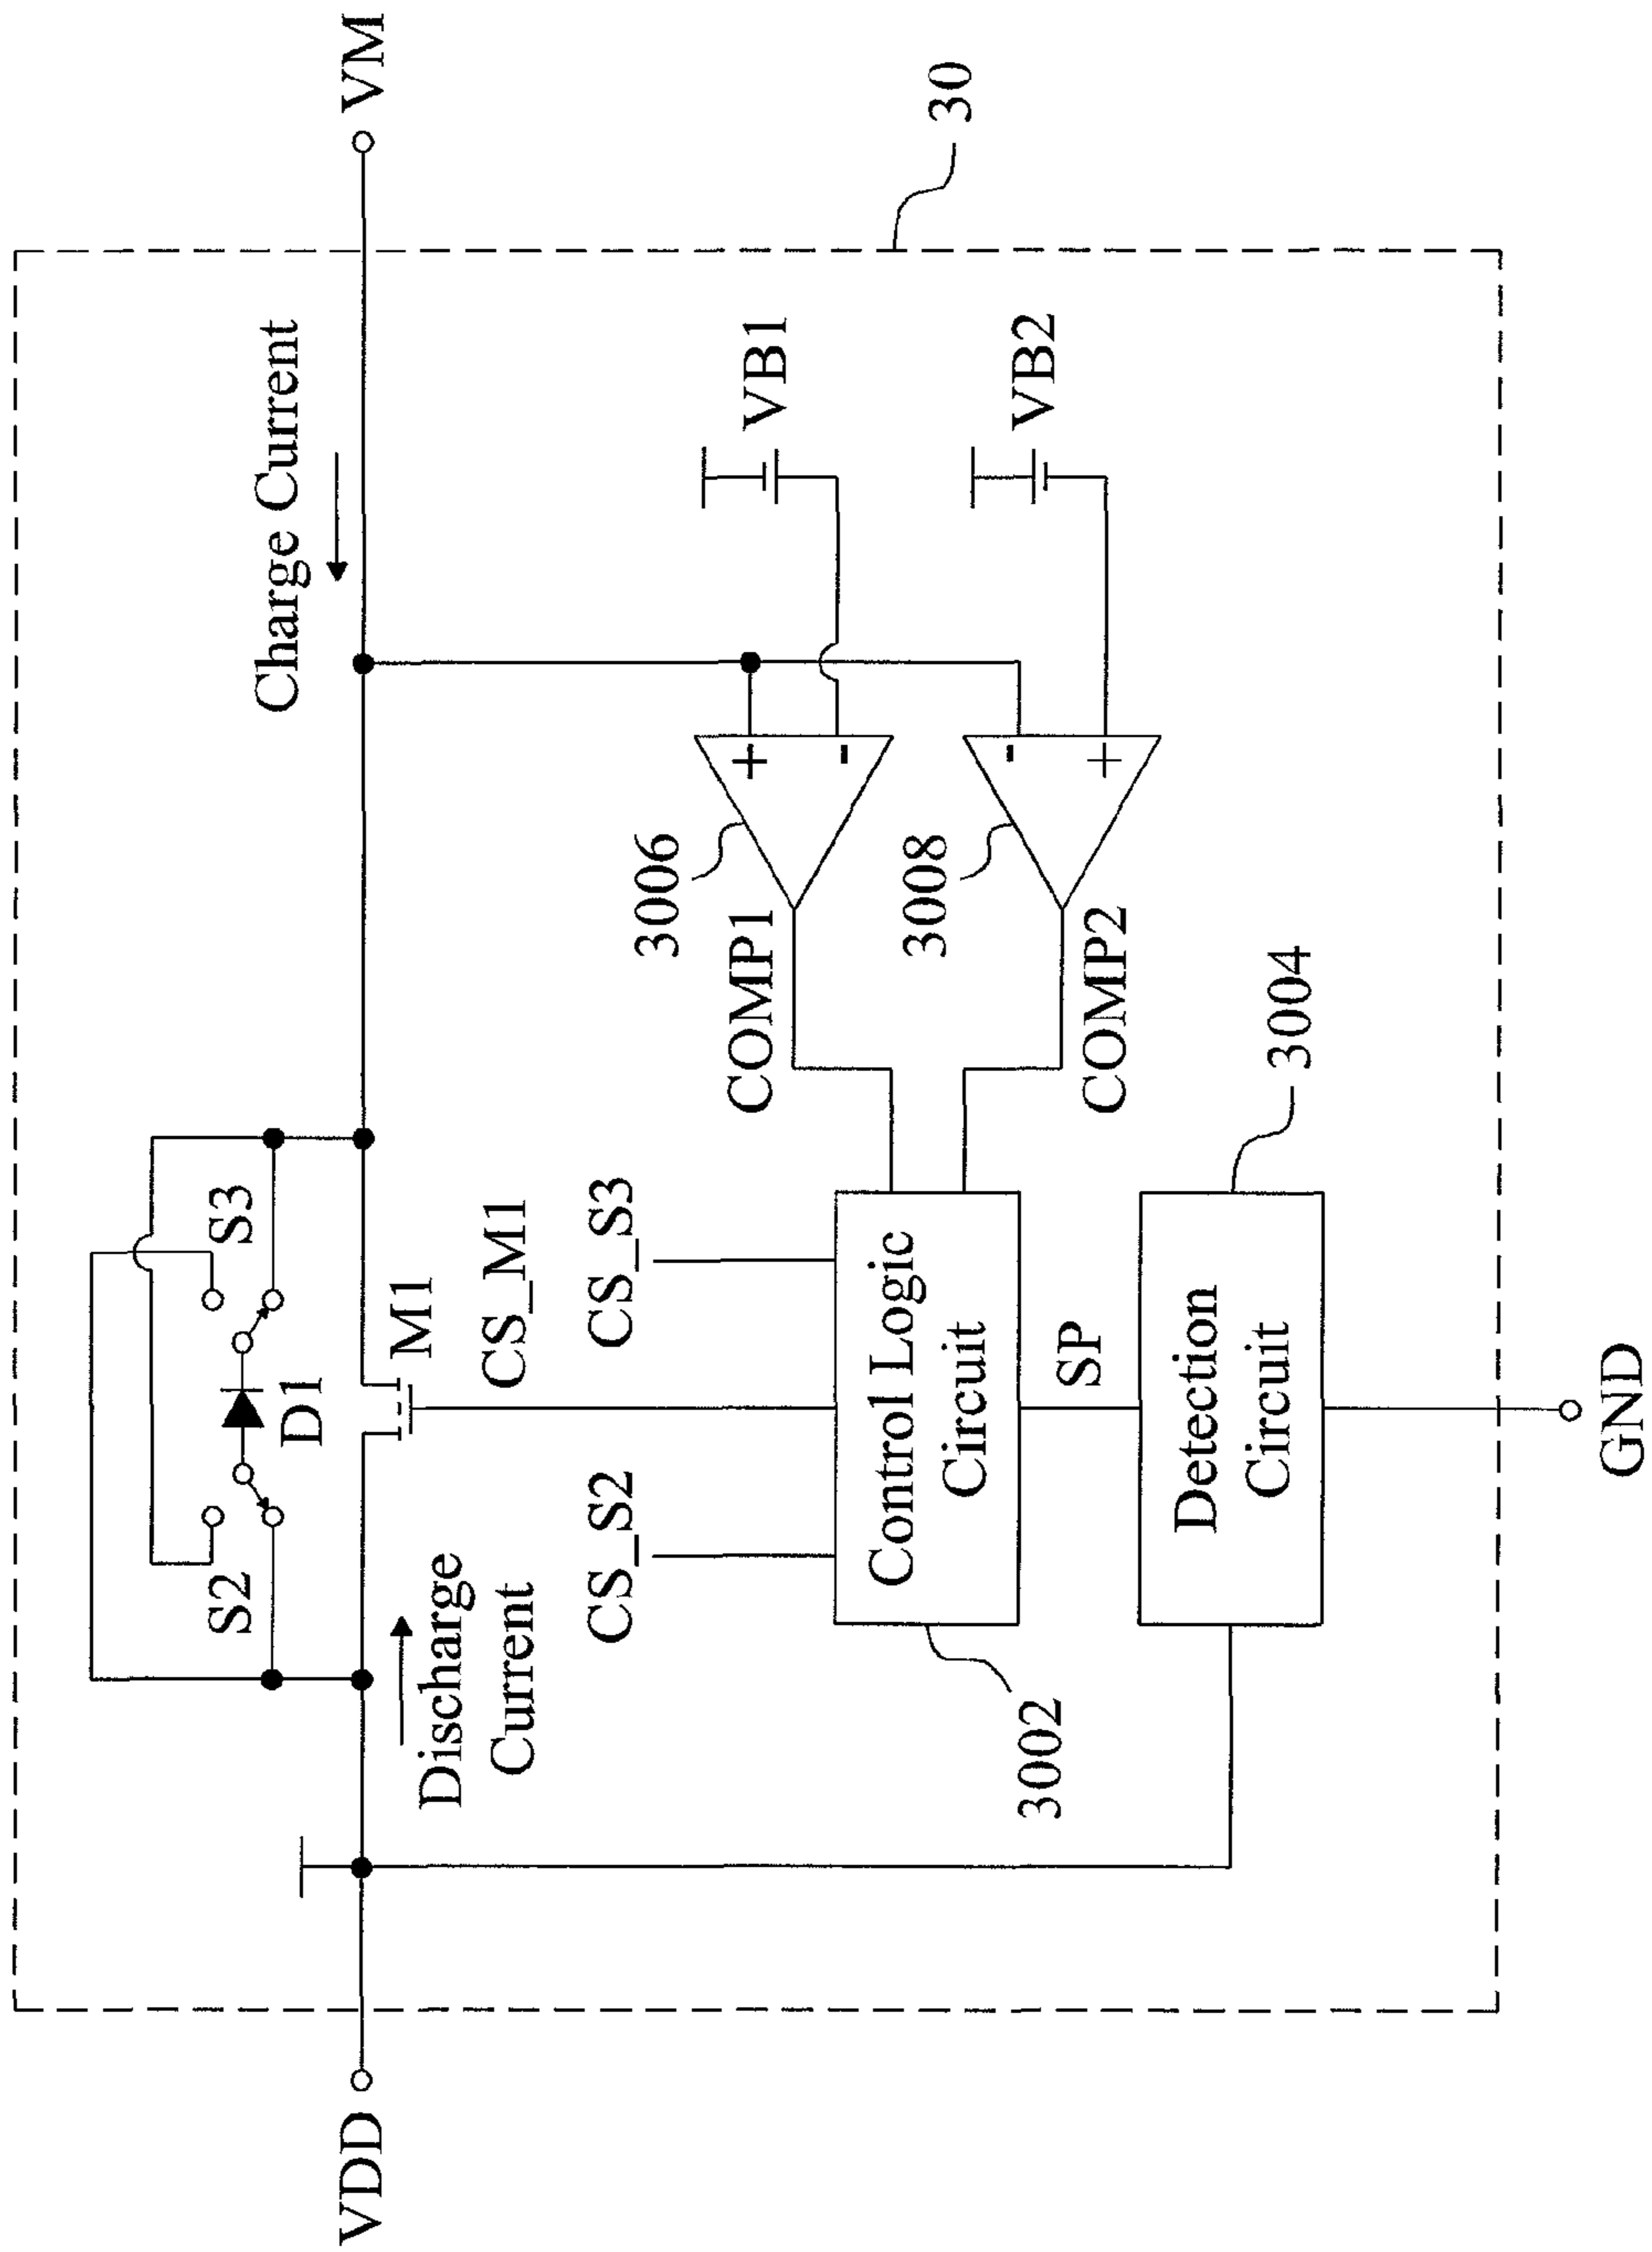 Charge Current
VDD
VM
S2
S3
D1
M1
Discharge
Current
CS_M1
CS_S2
CS_S3
3006
VB1
COMP1
3008
VB2
COMP2
Control Logic
Circuit
3002
SP
Detection
Circuit
3004
30
GND